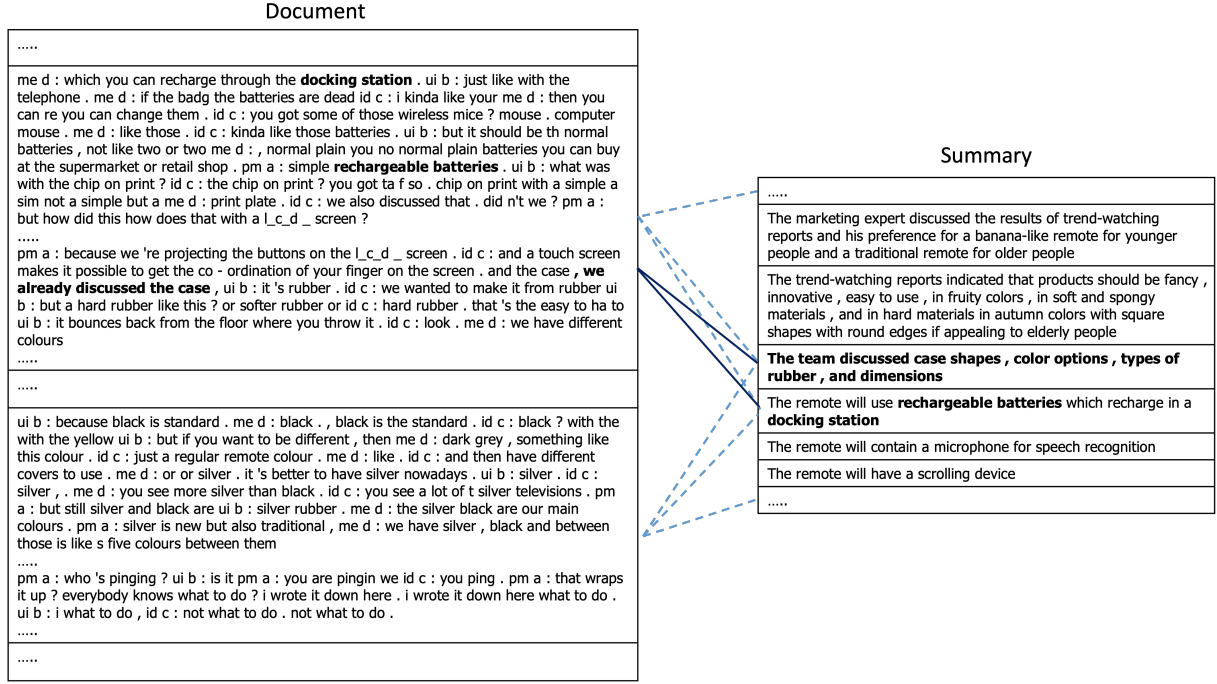 Document
.....
me d : which you can recharge through the docking station . ui b : just like with the
telephone . me d : if the badg the batteries are dead id c : i kinda like your me d : then you
can re you can change them . id c : you got some of those wireless mice ? mouse . computer
mouse . me d : like those . id c : kinda like those batteries . ui b : but it should be th normal
batteries , not like two or two me d : , normal plain you no normal plain batteries you can buy
at the supermarket or retail shop . pm a : simple rechargeable batteries . ui b : what was
with the chip on print ? id c : the chip on print ? you got ta f so . chip on print with a simple a
sim not a simple but a me d : print plate . id c : we also discussed that . did n't we ? pm a :
but how did this how does that with a l_c_d _ screen ?
.....
pm a : because we 're projecting the buttons on the l_c_d _ screen . id c : and a touch screen
makes it possible to get the co - ordination of your finger on the screen . and the case , we
already discussed the case , ui b : it 's rubber . id c : we wanted to make it from rubber ui
b : but a hard rubber like this ? or softer rubber or id c : hard rubber . that 's the easy to ha to
ui b : it bounces back from the floor where you throw it . id c : look . me d : we have different
colours
.....
.....
ui b : because black is standard . me d : black . , black is the standard . id c : black ? with the
with the yellow ui b : but if you want to be different , then me d : dark grey , something like
this colour . id c : just a regular remote colour . me d : like . id c : and then have different
covers to use . me d : or or silver . it 's better to have silver nowadays . ui b : silver . id c :
silver , . me d : you see more silver than black . id c : you see a lot of t silver televisions . pm
a : but still silver and black are ui b : silver rubber . me d : the silver black are our main
colours . pm a : silver is new but also traditional , me d : we have silver , black and between
those is like s five colours between them
.....
pm a : who 's pinging ? ui b : is it pm a : you are pingin we id c : you ping . pm a : that wraps
it up ? everybody knows what to do ? i wrote it down here . i wrote it down here what to do .
ui b : i what to do , id c : not what to do . not what to do .
.....
.....
Summary
.....
The marketing expert discussed the results of trend-watching
reports and his preference for a banana-like remote for younger
people and a traditional remote for older people
The trend-watching reports indicated that products should be fancy ,
innovative , easy to use , in fruity colors , in soft and spongy
materials , and in hard materials in autumn colors with square
shapes with round edges if appealing to elderly people
The team discussed case shapes , color options , types of
rubber , and dimensions
The remote will use rechargeable batteries which recharge in a
docking station
The remote will contain a microphone for speech recognition
The remote will have a scrolling device
.....